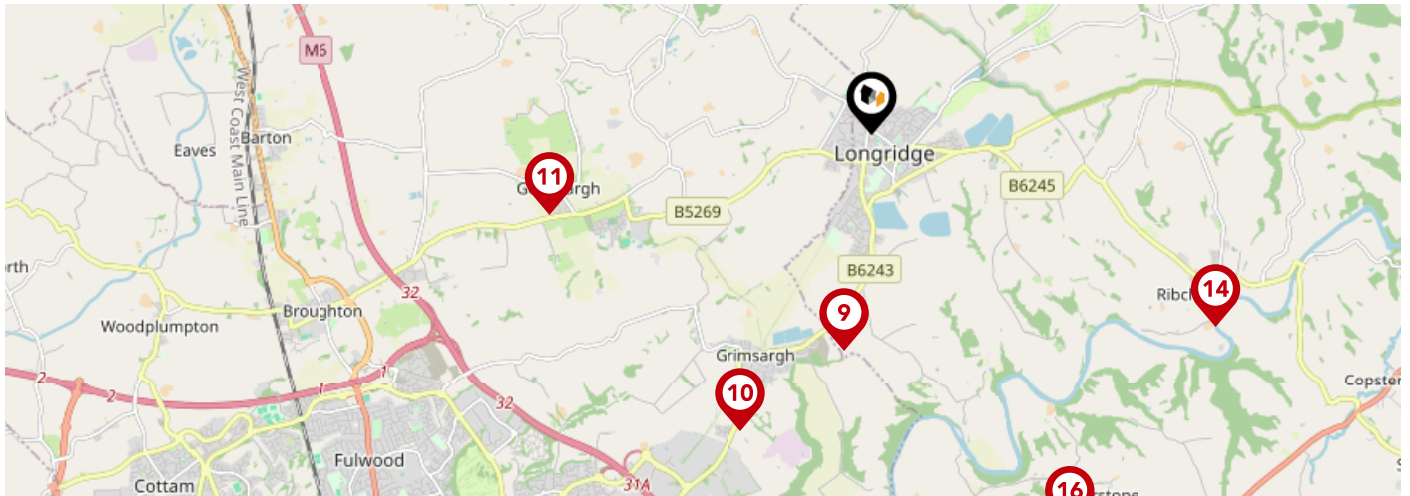 M6
West Coast Main Line
Barton
Eaves
Longridge
11
B6245
B5269
B6243
32
14
9
Broughton
Woodplumpton
Grimsargh
2
2
1
1
10
32
Fulwood
Cottam
31A
16